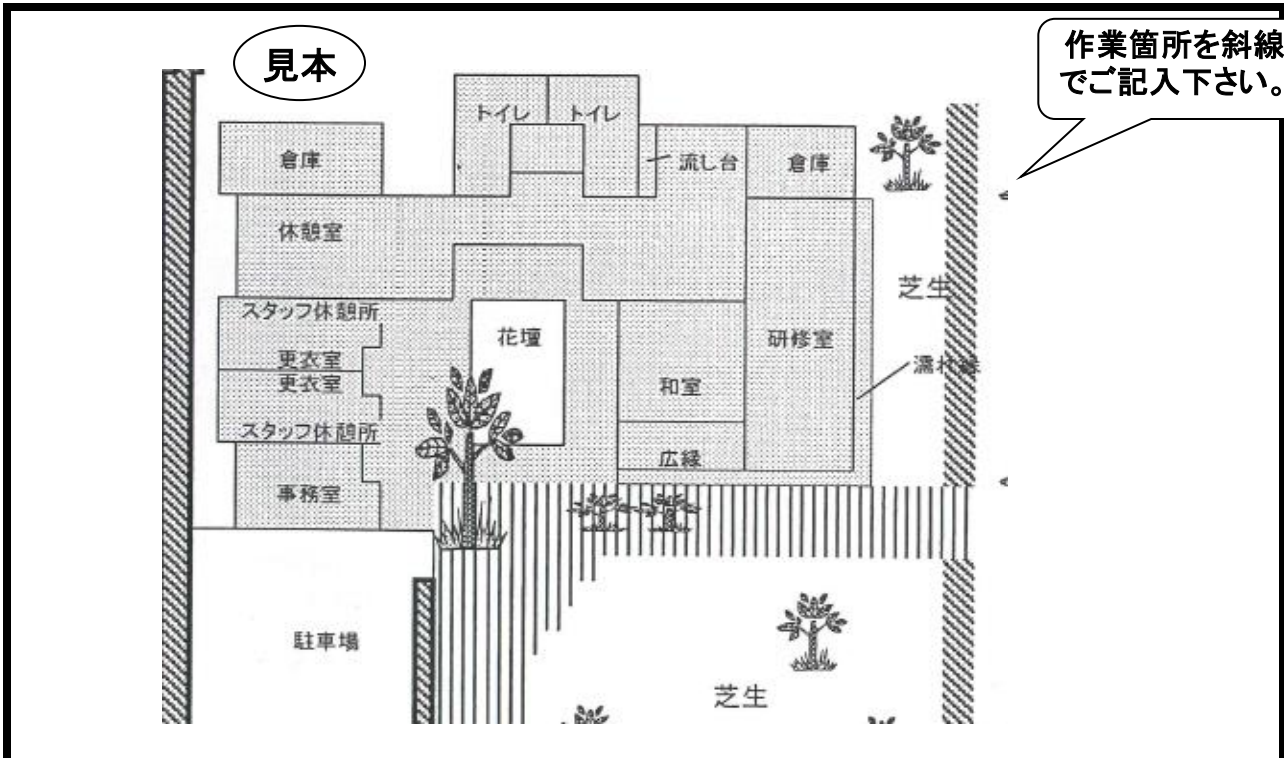 見本
作業箇所を斜線
でご記入下さい。
トイレ
トイレ
倉庫
流し台
倉庫
休憩室
芝生
スタッフ休憩所
花壇
研修室
更衣室
濡れ縁
更衣室
和室
スタッフ休憩所
広縁
事務室
駐車場
芝生